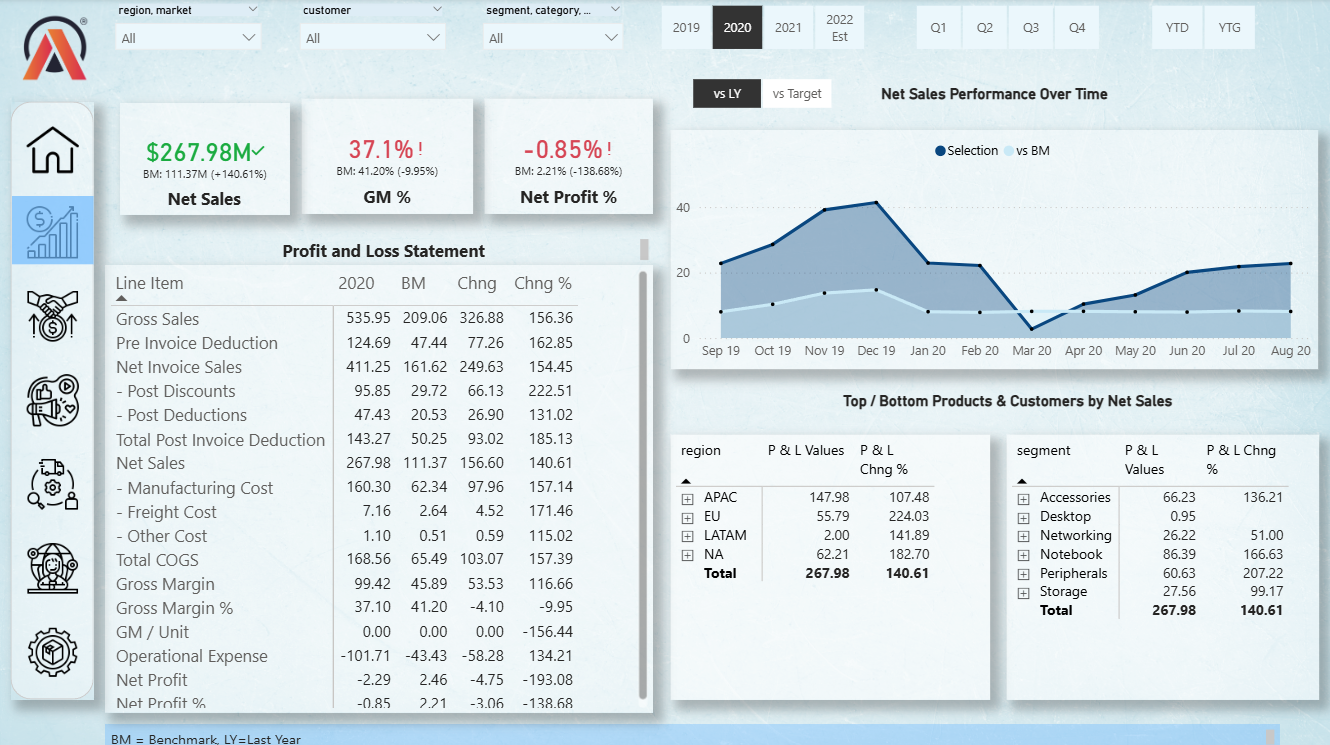 region, market
customer
segment, category, ...
All
All
All
2019
2020
2021
2022
Est
Q1
Q2
Q3
Q4
YTD
YTG
vs LY
vs Target
Net Sales Performance Over Time
$267.98M
BM: 111.37M (+140.61%)
Net Sales
37.1% !
BM: 41.20% (-9.95%)
GM %
-0.85% !
BM: 2.21% (-138.68%)
Net Profit %
Selection vs BM
40
20
0
Sep 19 Oct 19 Nov 19 Dec 19 Jan 20 Feb 20 Mar 20 Apr 20 May 20 Jun 20 Jul 20 Aug 20
Profit and Loss Statement
Line Item 2020 BM Chng Chng %
Gross Sales 535.95 209.06 326.88 156.36
Pre Invoice Deduction 124.69 47.44 77.26 162.85
Net Invoice Sales 411.25 161.62 249.63 154.45
- Post Discounts 95.85 29.72 66.13 222.51
- Post Deductions 47.43 20.53 26.90 131.02
Total Post Invoice Deduction 143.27 50.25 93.02 185.13
Net Sales 267.98 111.37 156.60 140.61
- Manufacturing Cost 160.30 62.34 97.96 157.14
- Freight Cost 7.16 2.64 4.52 171.46
- Other Cost 1.10 0.51 0.59 115.02
Total COGS 168.56 65.49 103.07 157.39
Gross Margin 99.42 45.89 53.53 116.66
Gross Margin % 37.10 41.20 -4.10 -9.95
GM / Unit 0.00 0.00 0.00 -156.44
Operational Expense -101.71 -43.43 -58.28 134.21
Net Profit -2.29 2.46 -4.75 -193.08
Net Profit % -0.85 2.21 -3.06 -138.68
Top / Bottom Products & Customers by Net Sales
region P & L Values P & L
Chng %
APAC 147.98 107.48
EU 55.79 224.03
LATAM 2.00 141.89
NA 62.21 182.70
Total 267.98 140.61
segment P & L P & L Chng
Values %
Accessories 66.23 136.21
Desktop 0.95
Networking 26.22 51.00
Notebook 86.39 166.63
Peripherals 60.63 207.22
Storage 27.56 99.17
Total 267.98 140.61
BM = Benchmark, LY=Last Year